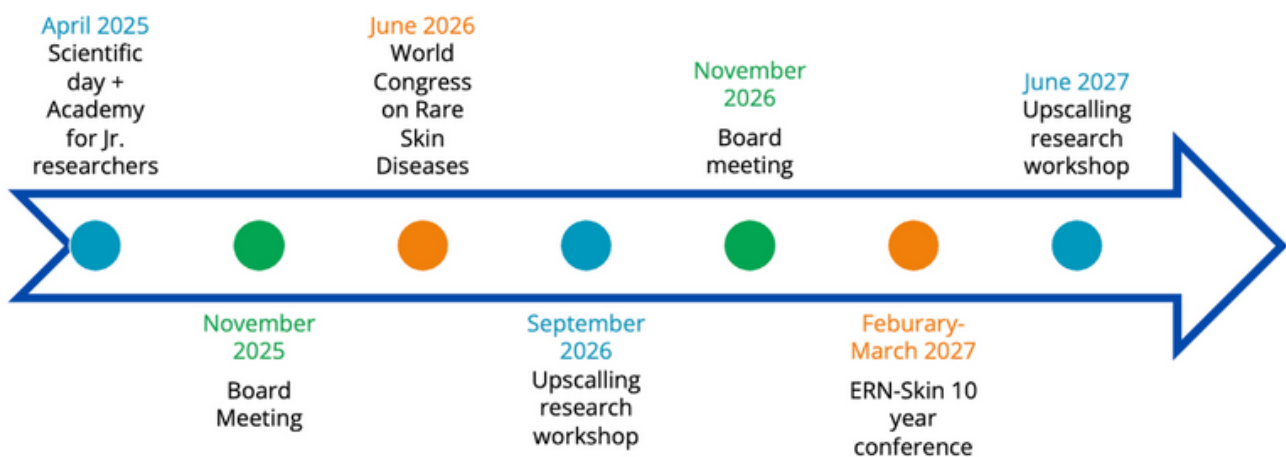 April 2025
Scientific
day +
Academy
for Jr.
researchers
November
2025
Board
Meeting
June 2026
World
Congress
on Rare
Skin
Diseases
September
2026
Upscalling
research
workshop
November
2026
Board
meeting
Feburary-
March 2027
ERN-Skin 10
year
conference
June 2027
Upscalling
research
workshop